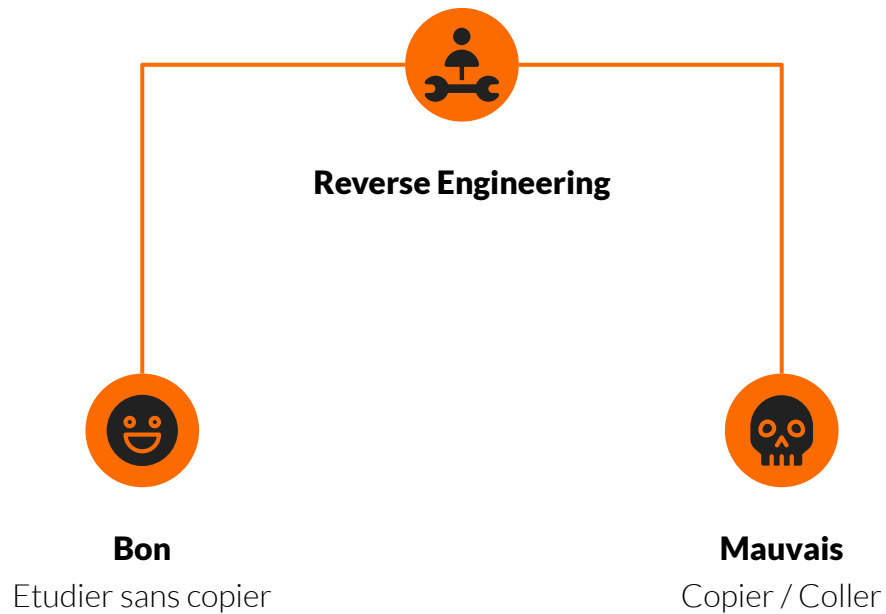 Reverse Engineering
Bon
Etudier sans copier
Mauvais
Copier / Coller